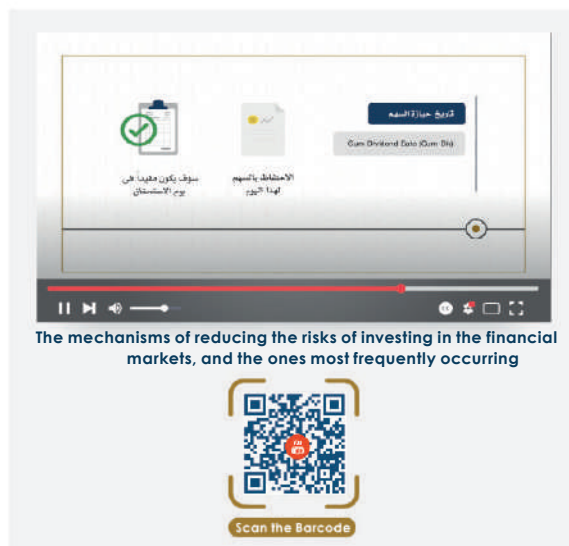 تاريخ حيازة السهم
Cum Dividend Date (Cum Div)
الاحتفاظ بالسهم
لهذا اليوم
سوف يكون مقيداً في
يوم الاستحقاق
The mechanisms of reducing the risks of investing in the financial
markets, and the ones most frequently occurring
Scan the Barcode